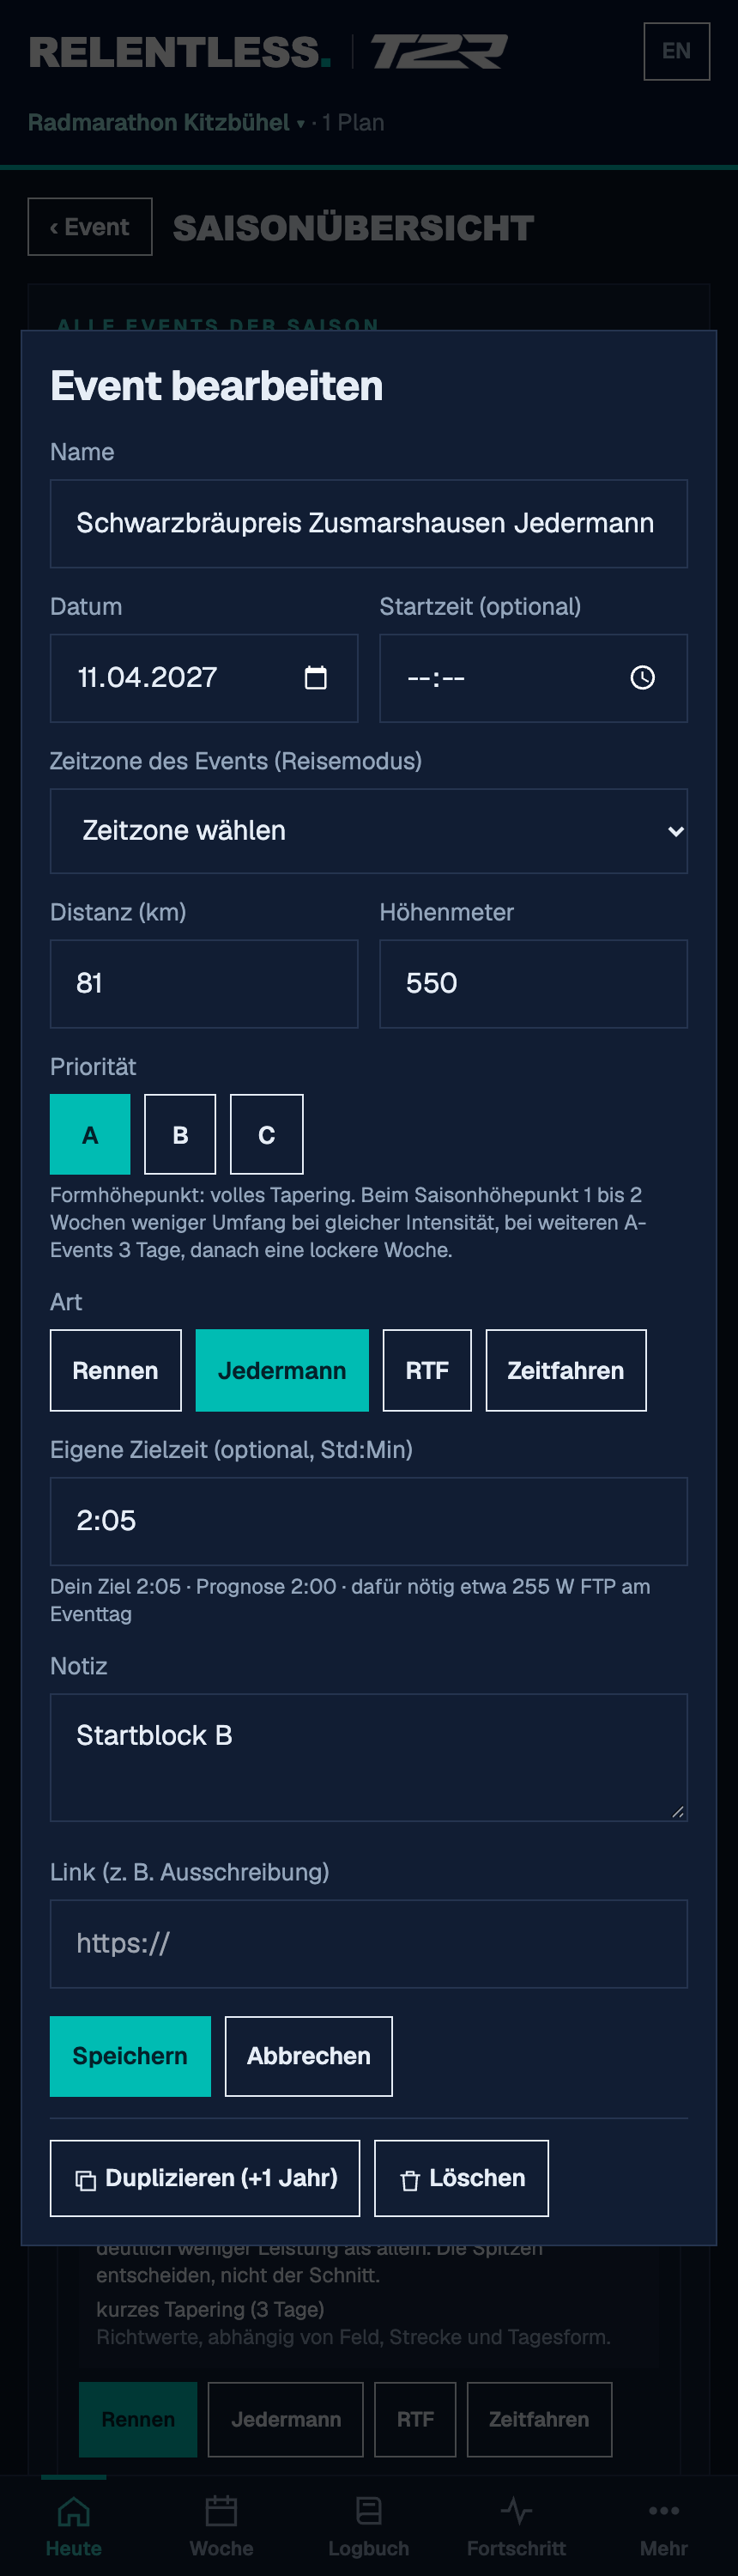 RELENTLESS. | T2R
EN
Radmarathon Kitzbühel ▾ · 1 Plan
‹ Event
SAISONÜBERSICHT
ALLE EVENTS DER SAISON
Event bearbeiten
Name
Schwarzbräupreis Zusmarshausen Jedermann
Datum
Startzeit (optional)
11.04.2027
--:--
Zeitzone des Events (Reisemodus)
Zeitzone wählen
Distanz (km)
Höhenmeter
81
550
Priorität
A
B
C
Formhöhepunkt: volles Tapering. Beim Saisonhöhepunkt 1 bis 2
Wochen weniger Umfang bei gleicher Intensität, bei weiteren A-
Events 3 Tage, danach eine lockere Woche.
Art
Rennen
Jedermann
RTF
Zeitfahren
Eigene Zielzeit (optional, Std:Min)
2:05
Dein Ziel 2:05 · Prognose 2:00 · dafür nötig etwa 255 W FTP am
Eventtag
Notiz
Startblock B
Link (z. B. Ausschreibung)
https://
Speichern
Abbrechen
Duplizieren (+1 Jahr)
Löschen
deutlich weniger Leistung als allein. Die Spitzen
entscheiden, nicht der Schnitt.
kurzes Tapering (3 Tage)
Richtwerte, abhängig von Feld, Strecke und Tagesform.
Rennen
Jedermann
RTF
Zeitfahren
Heute
Woche
Logbuch
Fortschritt
Mehr